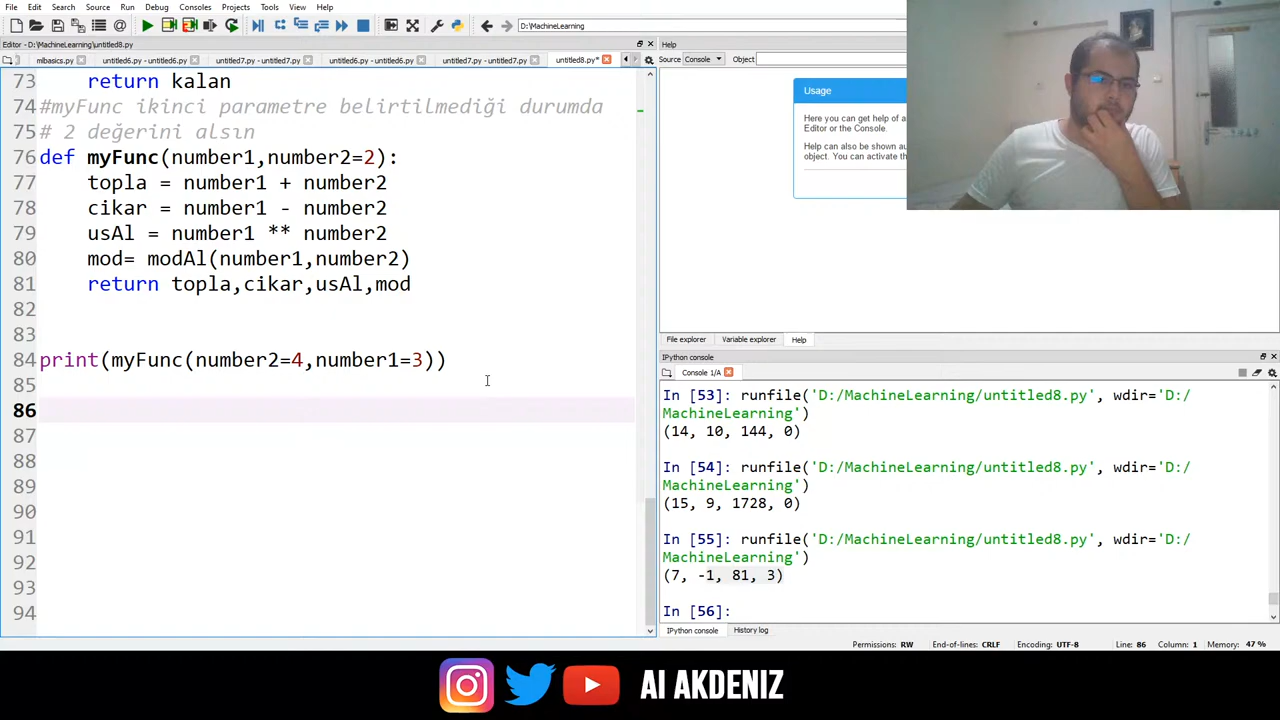 File Edit Search Source Run Debug Consoles Projects Tools View Help
D:\MachineLearning
Editor - D:\MachineLearning\untitled8.py
mlbasics.py
untitled6.py - untitled6.py
untitled7.py - untitled7.py
untitled6.py - untitled6.py
untitled7.py - untitled7.py
untitled8.py*
73     return kalan
74 #myFunc ikinci parametre belirtilmediği durumda
75 # 2 değerini alsın
76 def myFunc(number1,number2=2):
77     topla = number1 + number2
78     cikar = number1 - number2
79     usAl = number1 ** number2
80     mod= modAl(number1,number2)
81     return topla,cikar,usAl,mod
82
83
84 print(myFunc(number2=4,number1=3))
85
86
87
88
89
90
91
92
93
94
Help
Source Console Object
Usage
Here you can get help of a
Editor or the Console.
Help can also be shown au
object. You can activate th
File explorer Variable explorer Help
IPython console
Console 1/A
In [53]: runfile('D:/MachineLearning/untitled8.py', wdir='D:/
MachineLearning')
(14, 10, 144, 0)
In [54]: runfile('D:/MachineLearning/untitled8.py', wdir='D:/
MachineLearning')
(15, 9, 1728, 0)
In [55]: runfile('D:/MachineLearning/untitled8.py', wdir='D:/
MachineLearning')
(7, -1, 81, 3)
In [56]:
IPython console History log
Permissions: RW End-of-lines: CRLF Encoding: UTF-8 Line: 86 Column: 1 Memory: 47 %
AI AKDENİZ